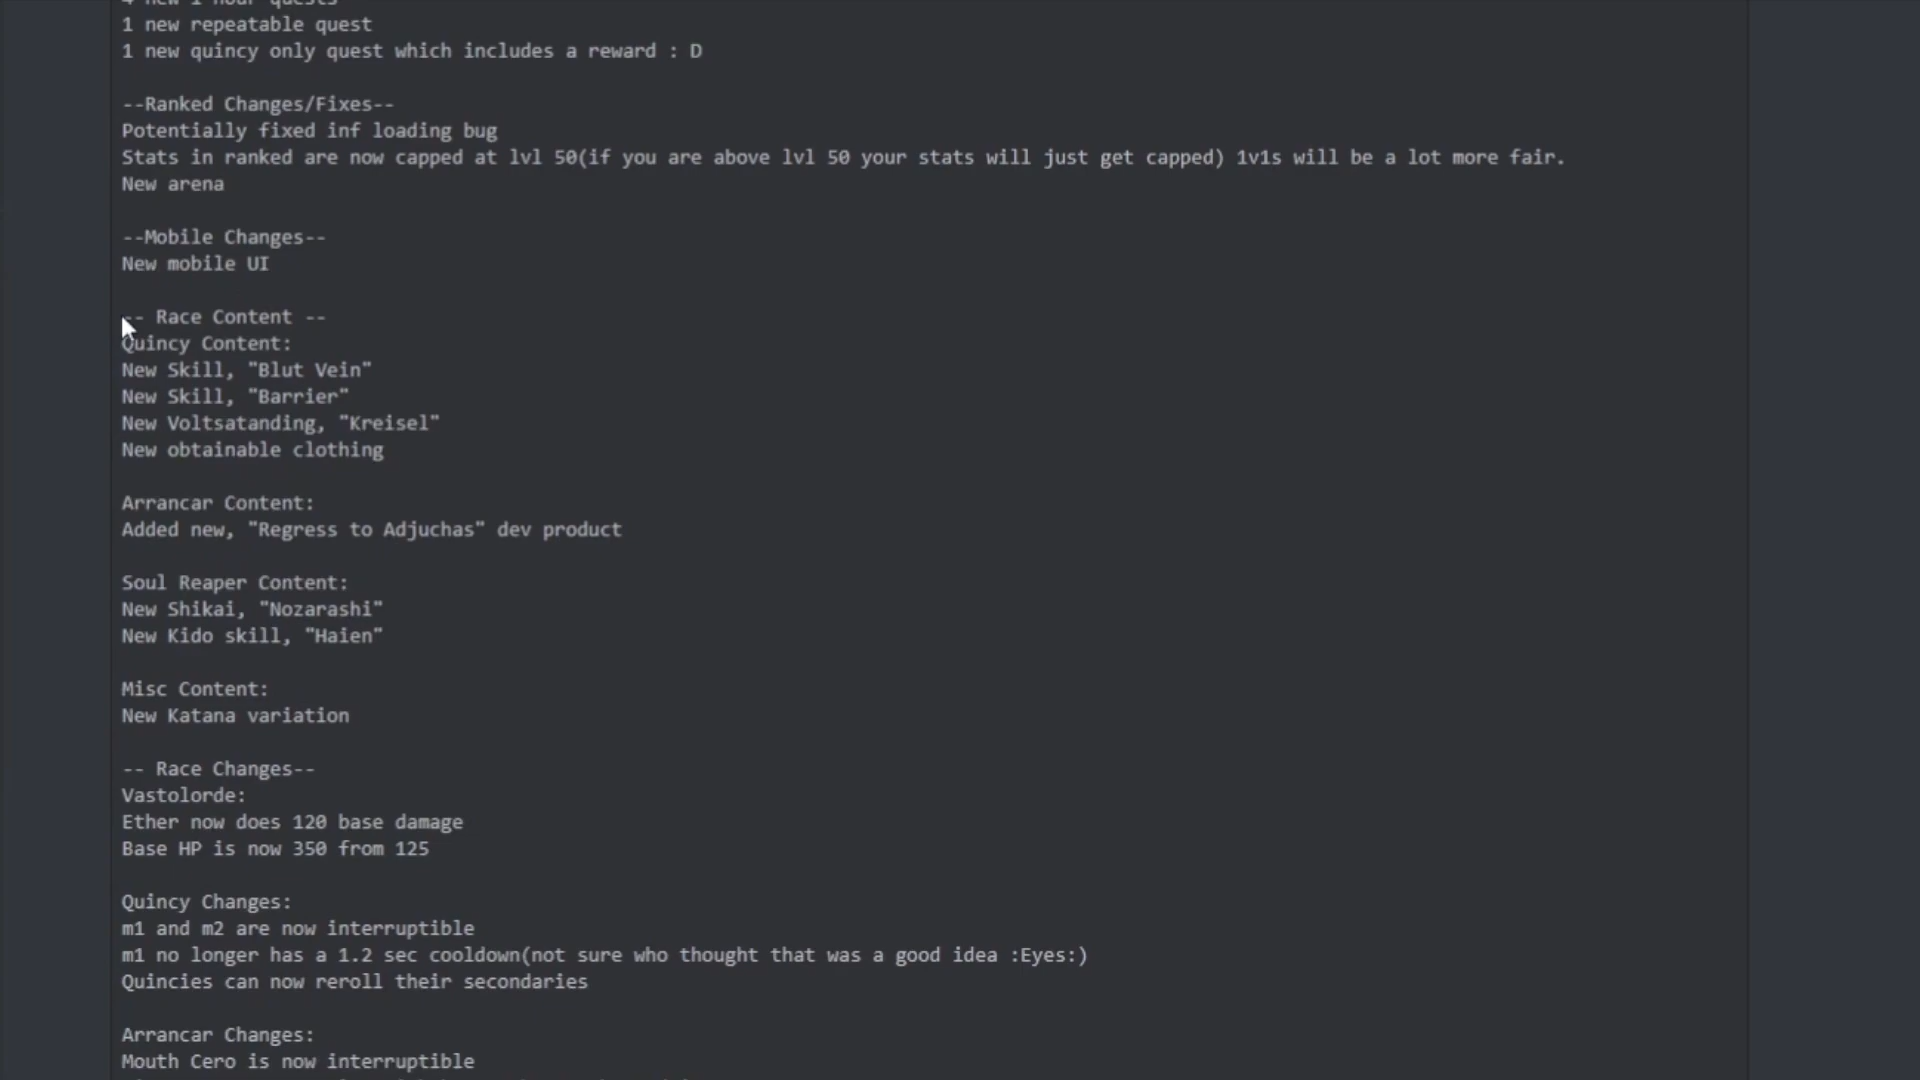 4 new 1 hour quests
1 new repeatable quest
1 new quincy only quest which includes a reward : D
--Ranked Changes/Fixes--
Potentially fixed inf loading bug
Stats in ranked are now capped at lvl 50(if you are above lvl 50 your stats will just get capped) 1v1s will be a lot more fair.
New arena
--Mobile Changes--
New mobile UI
-- Race Content --
Quincy Content:
New Skill, "Blut Vein"
New Skill, "Barrier"
New Voltsatanding, "Kreisel"
New obtainable clothing
Arrancar Content:
Added new, "Regress to Adjuchas" dev product
Soul Reaper Content:
New Shikai, "Nozarashi"
New Kido skill, "Haien"
Misc Content:
New Katana variation
-- Race Changes--
Vastolorde:
Ether now does 120 base damage
Base HP is now 350 from 125
Quincy Changes:
m1 and m2 are now interruptible
m1 no longer has a 1.2 sec cooldown(not sure who thought that was a good idea :Eyes:)
Quincies can now reroll their secondaries
Arrancar Changes:
Mouth Cero is now interruptible